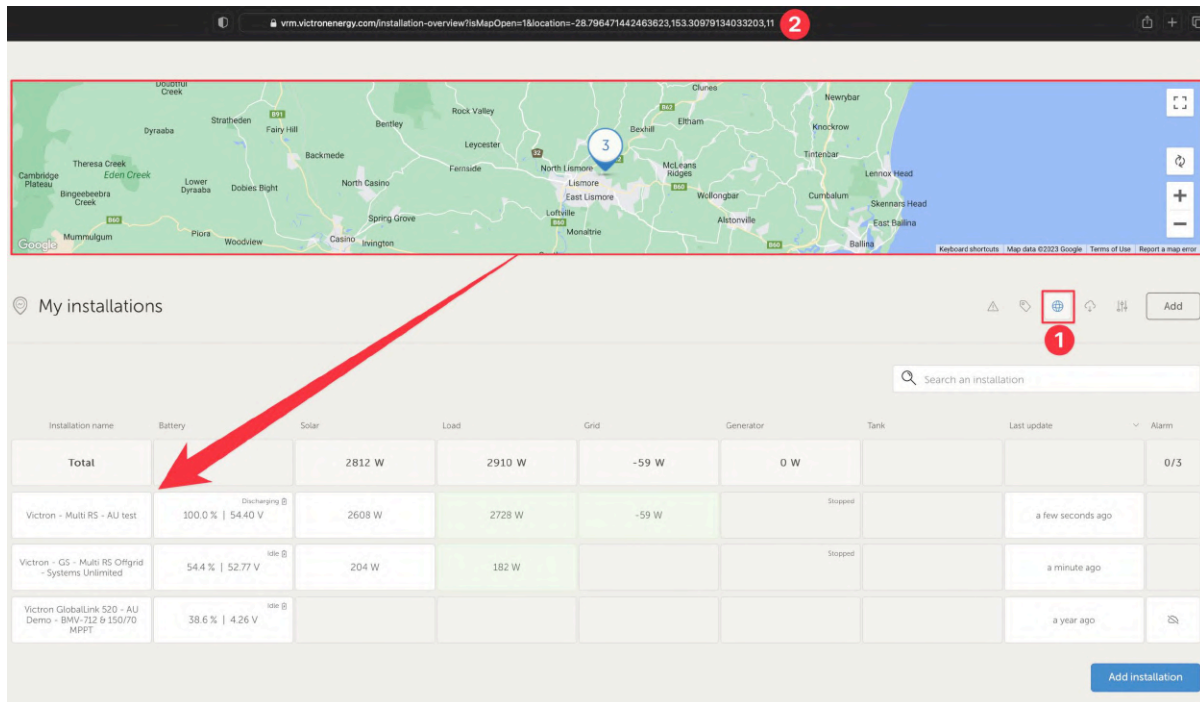 vrm.victronenergy.com/installation-overview?isMapOpen=1&location=-28.796471442463623,153.30979134033203,11
2
Doubtful
Creek
Clunes
Newrybar
Stratheden
B91
Rock Valley
B62
Dyraaba
Fairy Hill
Bentley
Bexhill
Eltham
Knockrow
Leycester
3
32
Backmede
Tintenbar
Theresa Creek
Fernside
North Lismore
McLeans
Ridges
Cambridge
Plateau
Eden Creek
Lower
Dyraaba
Dobies Bight
North Casino
Lismore
B60
Lennox Head
Bingeebeebra
Creek
East Lismore
Wollongbar
Cumbalum
Skennars Head
B60
Spring Grove
Loftville
B60
Alstonville
East Ballina
Mummulgum
Piora
Woodview
Casino
Irvington
Monaltrie
B60
Ballina
Google
Keyboard shortcuts
Map data ©2023 Google
Terms of Use
Report a map error
My installations
Add
1
Search an installation
Installation name Battery Solar Load Grid Generator Tank Last update Alarm
Total 2812 W 2910 W -59 W 0 W 0/3
Discharging Stopped
Victron - Multi RS - AU test 100.0 % | 54.40 V 2608 W 2728 W -59 W a few seconds ago
Idle Stopped
Victron - GS - Multi RS Offgrid
- Systems Unlimited
54.4 % | 52.77 V 204 W 182 W a minute ago
Idle
Victron GlobalLink 520 - AU
Demo - BMV-712 & 150/70
MPPT
38.6 % | 4.26 V a year ago
Add installation